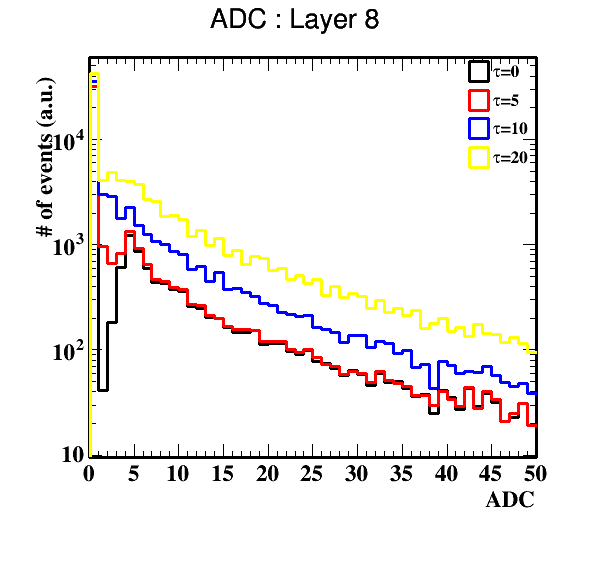 ADC : Layer 8
# of events (a.u.)
τ=0
τ=5
τ=10
τ=20
10⁴
10³
10²
10
0 5 10 15 20 25 30 35 40 45 50
ADC